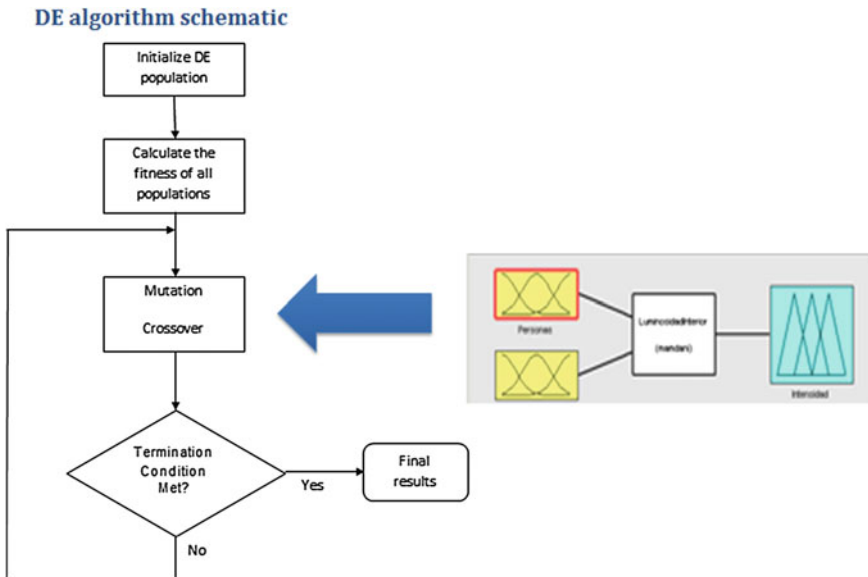 DE algorithm schematic
Initialize DE
population
Calculate the
fitness of all
populations
Mutation
Crossover
Termination
Condition
Met?
Yes
Final
results
No
Personas
LuminosidadInterior
(mamdani)
Intensidad